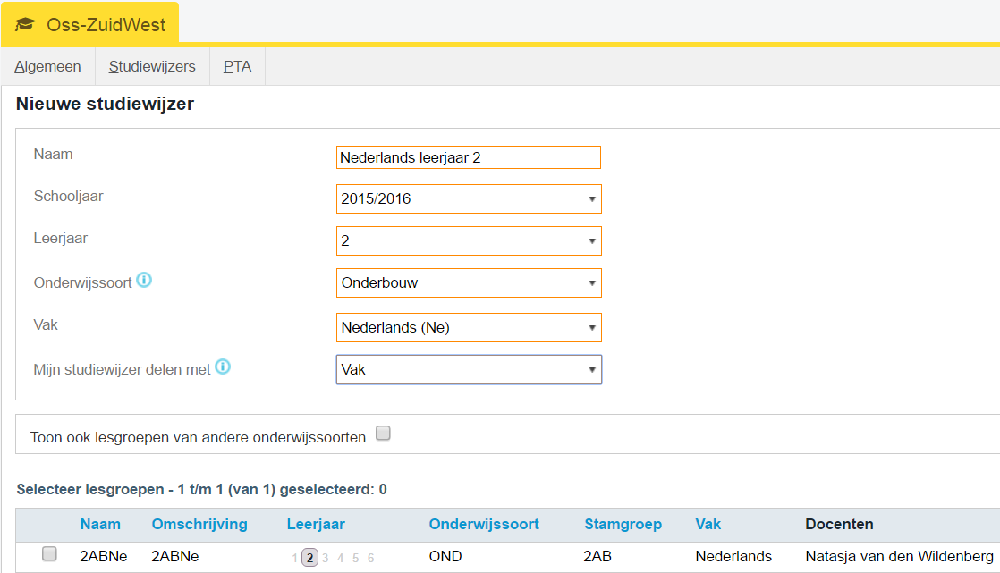 Oss-ZuidWest
Algemeen Studiewijzers PTA
Nieuwe studiewijzer
Naam Nederlands leerjaar 2
Schooljaar 2015/2016
Leerjaar 2
Onderwijssoort Onderbouw
Vak Nederlands (Ne)
Mijn studiewijzer delen met Vak
Toon ook lesgroepen van andere onderwijssoorten
Selecteer lesgroepen - 1 t/m 1 (van 1) geselecteerd: 0
Naam Omschrijving Leerjaar Onderwijssoort Stamgroep Vak Docenten
2ABNe 2ABNe 1 2 3 4 5 6 OND 2AB Nederlands Natasja van den Wildenberg